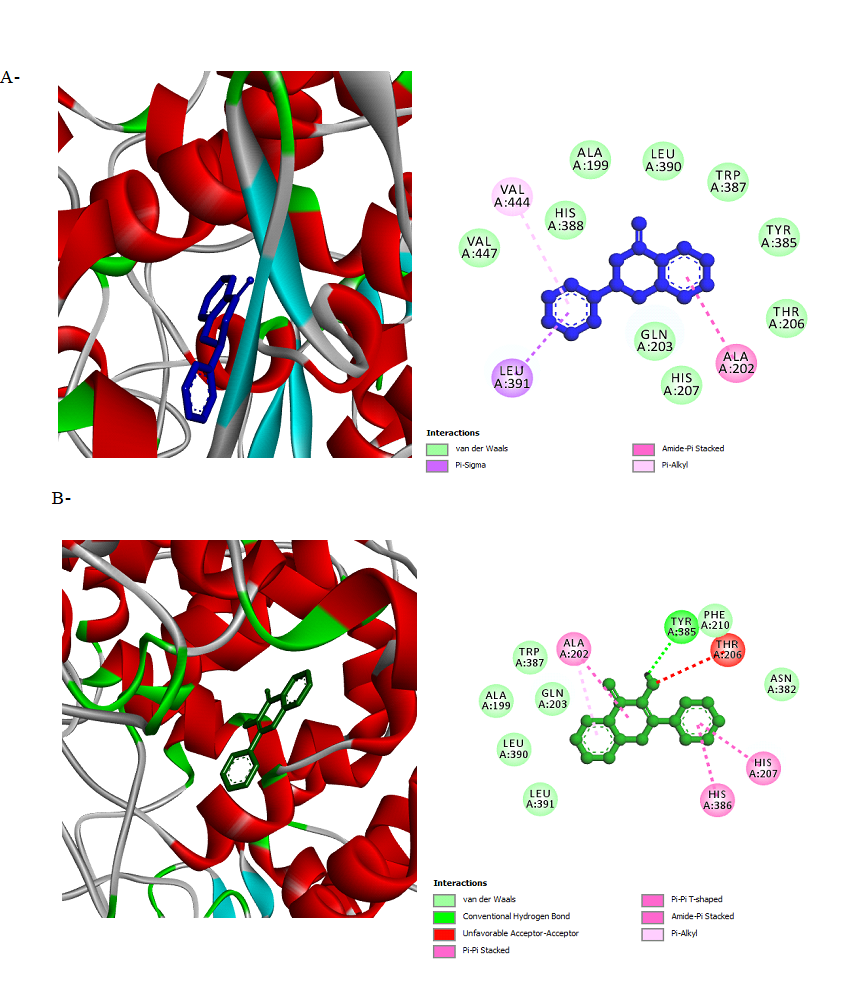 A-
ALA
A:199
LEU
A:390
TRP
A:387
VAL
A:444
HIS
A:388
TYR
A:385
VAL
A:447
THR
A:206
GLN
A:203
ALA
A:202
LEU
A:391
HIS
A:207
Interactions
van der Waals
Pi-Sigma
Amide-Pi Stacked
Pi-Alkyl
B-
TYR
A:385
PHE
A:210
THR
A:206
ALA
A:202
TRP
A:387
ASN
A:382
ALA
A:199
GLN
A:203
LEU
A:390
HIS
A:207
LEU
A:391
HIS
A:386
Interactions
van der Waals
Conventional Hydrogen Bond
Unfavorable Acceptor-Acceptor
Pi-Pi Stacked
Pi-Pi T-shaped
Amide-Pi Stacked
Pi-Alkyl